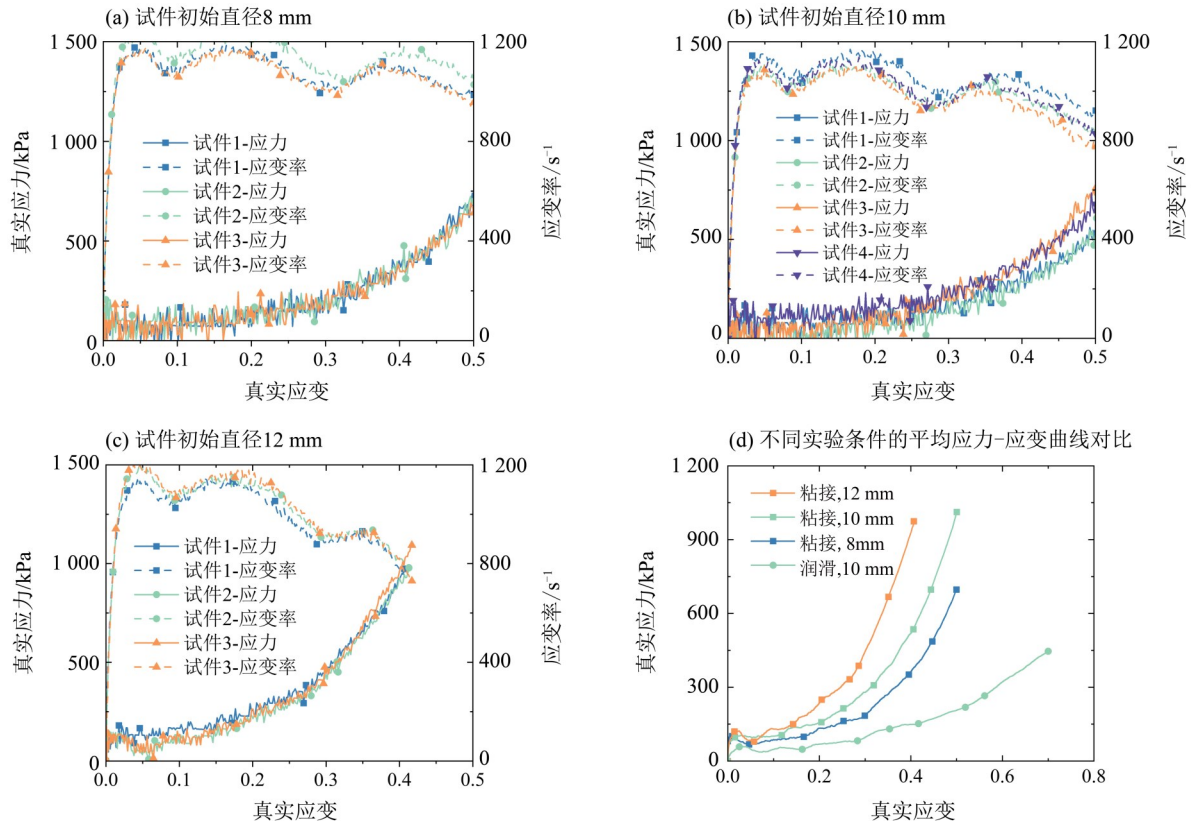 (a) 试件初始直径8 mm
1 500
1 000
500
0
1 200
800
400
0
真实应力/kPa
应变率/s⁻¹
试件1-应力
试件1-应变率
试件2-应力
试件2-应变率
试件3-应力
试件3-应变率
0.0 0.1 0.2 0.3 0.4 0.5
真实应变
(b) 试件初始直径10 mm
1 500
1 000
500
0
1 200
800
400
0
真实应力/kPa
应变率/s⁻¹
试件1-应力
试件1-应变率
试件2-应力
试件2-应变率
试件3-应力
试件3-应变率
试件4-应力
试件4-应变率
0.0 0.1 0.2 0.3 0.4 0.5
真实应变
(c) 试件初始直径12 mm
1 500
1 000
500
0
1 200
800
400
0
真实应力/kPa
应变率/s⁻¹
试件1-应力
试件1-应变率
试件2-应力
试件2-应变率
试件3-应力
试件3-应变率
0.0 0.1 0.2 0.3 0.4 0.5
真实应变
(d) 不同实验条件的平均应力-应变曲线对比
1 200
900
600
300
0
真实应力/kPa
粘接,12 mm
粘接,10 mm
粘接, 8mm
润滑,10 mm
0.0 0.2 0.4 0.6 0.8
真实应变